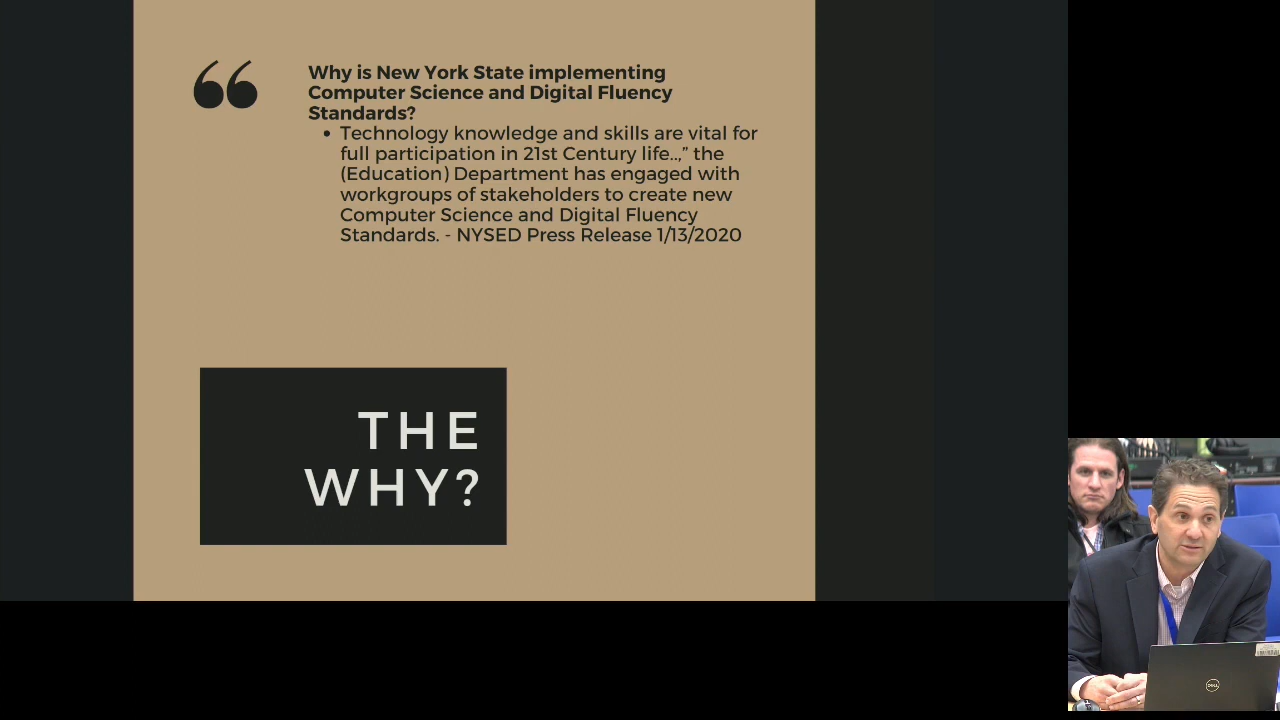 Why is New York State implementing
Computer Science and Digital Fluency
Standards?
• Technology knowledge and skills are vital for
full participation in 21st Century life..,” the
(Education) Department has engaged with
workgroups of stakeholders to create new
Computer Science and Digital Fluency
Standards. - NYSED Press Release 1/13/2020
THE
WHY?
DELL